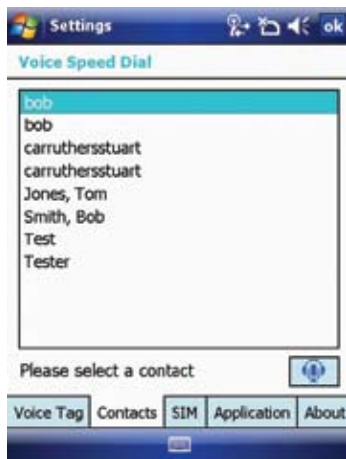 Settings ok
Voice Speed Dial
bob
bob
carruthersstuart
carruthersstuart
Jones, Tom
Smith, Bob
Test
Tester
Please select a contact
Voice Tag Contacts SIM Application About